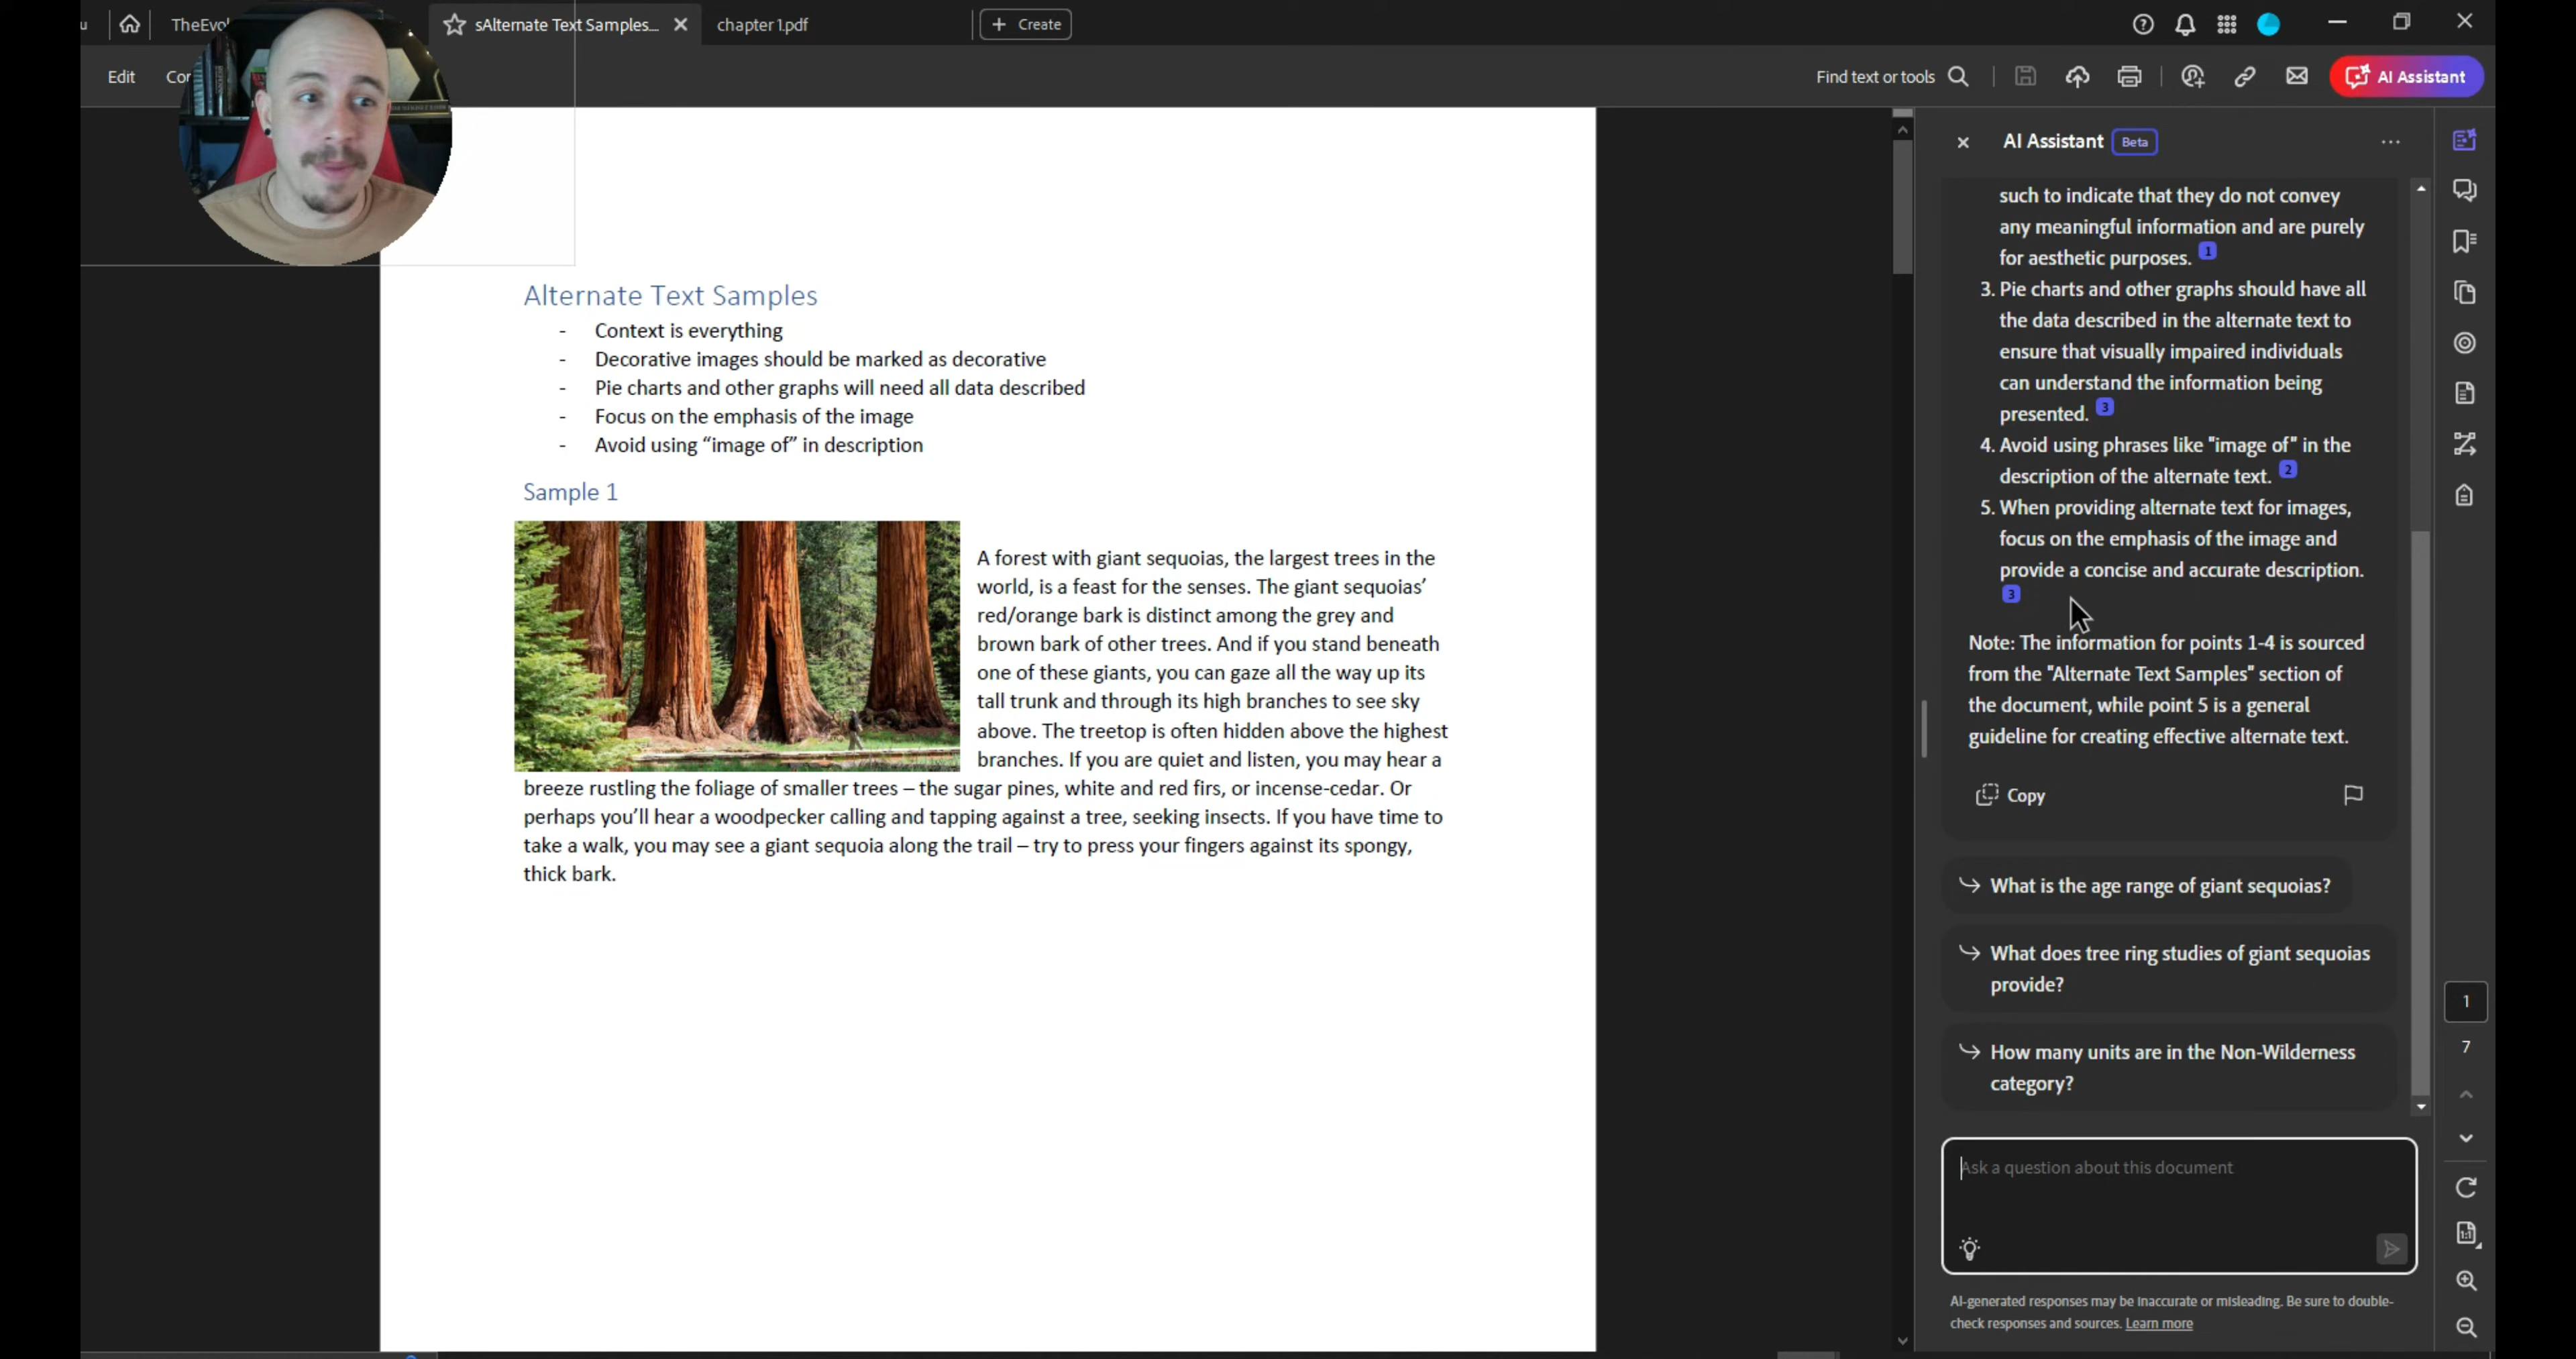 TheEvol
sAlternate Text Samples...
chapter 1.pdf
Create
Edit
Con
Find text or tools
AI Assistant
Alternate Text Samples
- Context is everything
- Decorative images should be marked as decorative
- Pie charts and other graphs will need all data described
- Focus on the emphasis of the image
- Avoid using “image of” in description
Sample 1
A forest with giant sequoias, the largest trees in the
world, is a feast for the senses. The giant sequoias’
red/orange bark is distinct among the grey and
brown bark of other trees. And if you stand beneath
one of these giants, you can gaze all the way up its
tall trunk and through its high branches to see sky
above. The treetop is often hidden above the highest
branches. If you are quiet and listen, you may hear a
breeze rustling the foliage of smaller trees – the sugar pines, white and red firs, or incense-cedar. Or
perhaps you’ll hear a woodpecker calling and tapping against a tree, seeking insects. If you have time to
take a walk, you may see a giant sequoia along the trail – try to press your fingers against its spongy,
thick bark.
AI Assistant Beta
such to indicate that they do not convey
any meaningful information and are purely
for aesthetic purposes. 1
3. Pie charts and other graphs should have all
the data described in the alternate text to
ensure that visually impaired individuals
can understand the information being
presented. 3
4. Avoid using phrases like "image of" in the
description of the alternate text. 2
5. When providing alternate text for images,
focus on the emphasis of the image and
provide a concise and accurate description.
3
Note: The information for points 1-4 is sourced
from the "Alternate Text Samples" section of
the document, while point 5 is a general
guideline for creating effective alternate text.
Copy
What is the age range of giant sequoias?
What does tree ring studies of giant sequoias
provide?
How many units are in the Non-Wilderness
category?
Ask a question about this document
AI-generated responses may be inaccurate or misleading. Be sure to double-
check responses and sources. Learn more
1
7
1:1